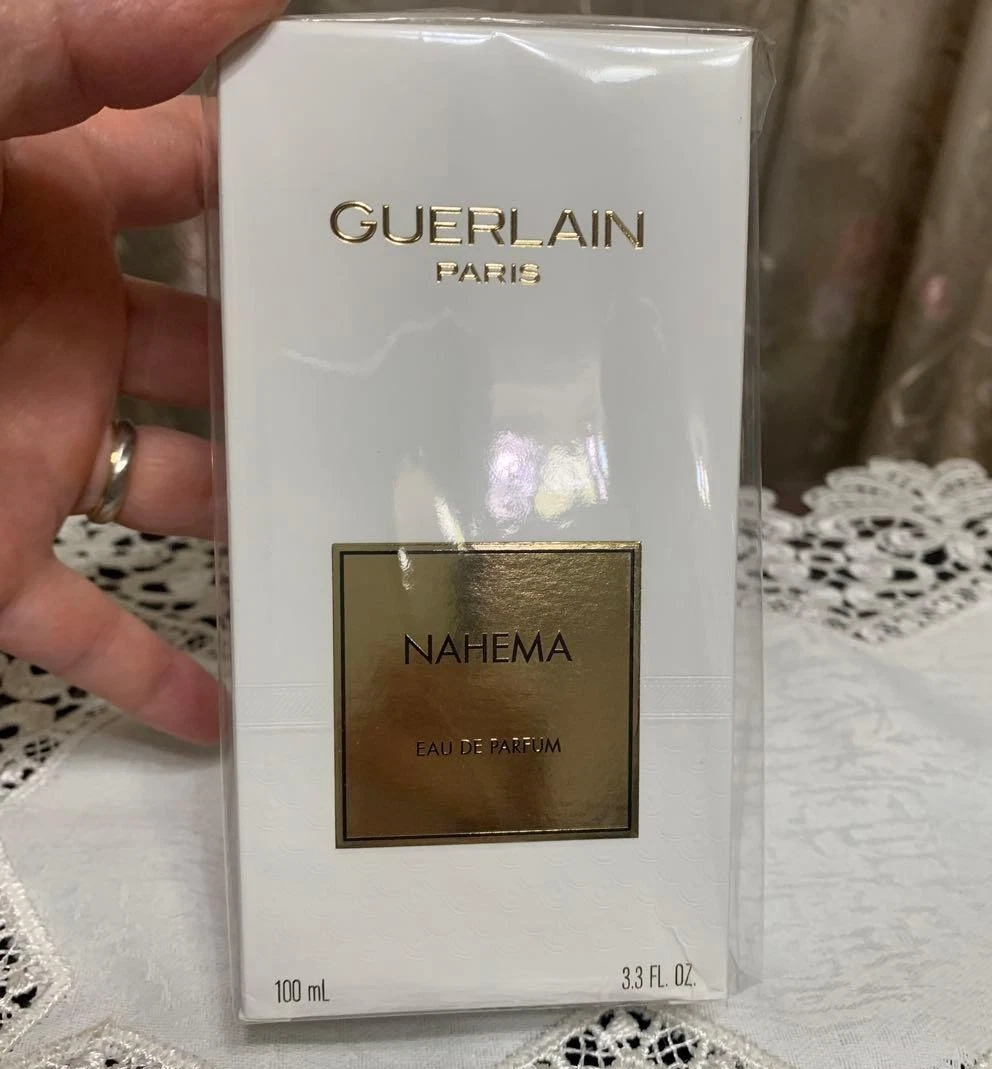 GUERLAIN
PARIS
NAHEMA
EAU DE PARFUM
100 mL
3.3 FL. OZ.